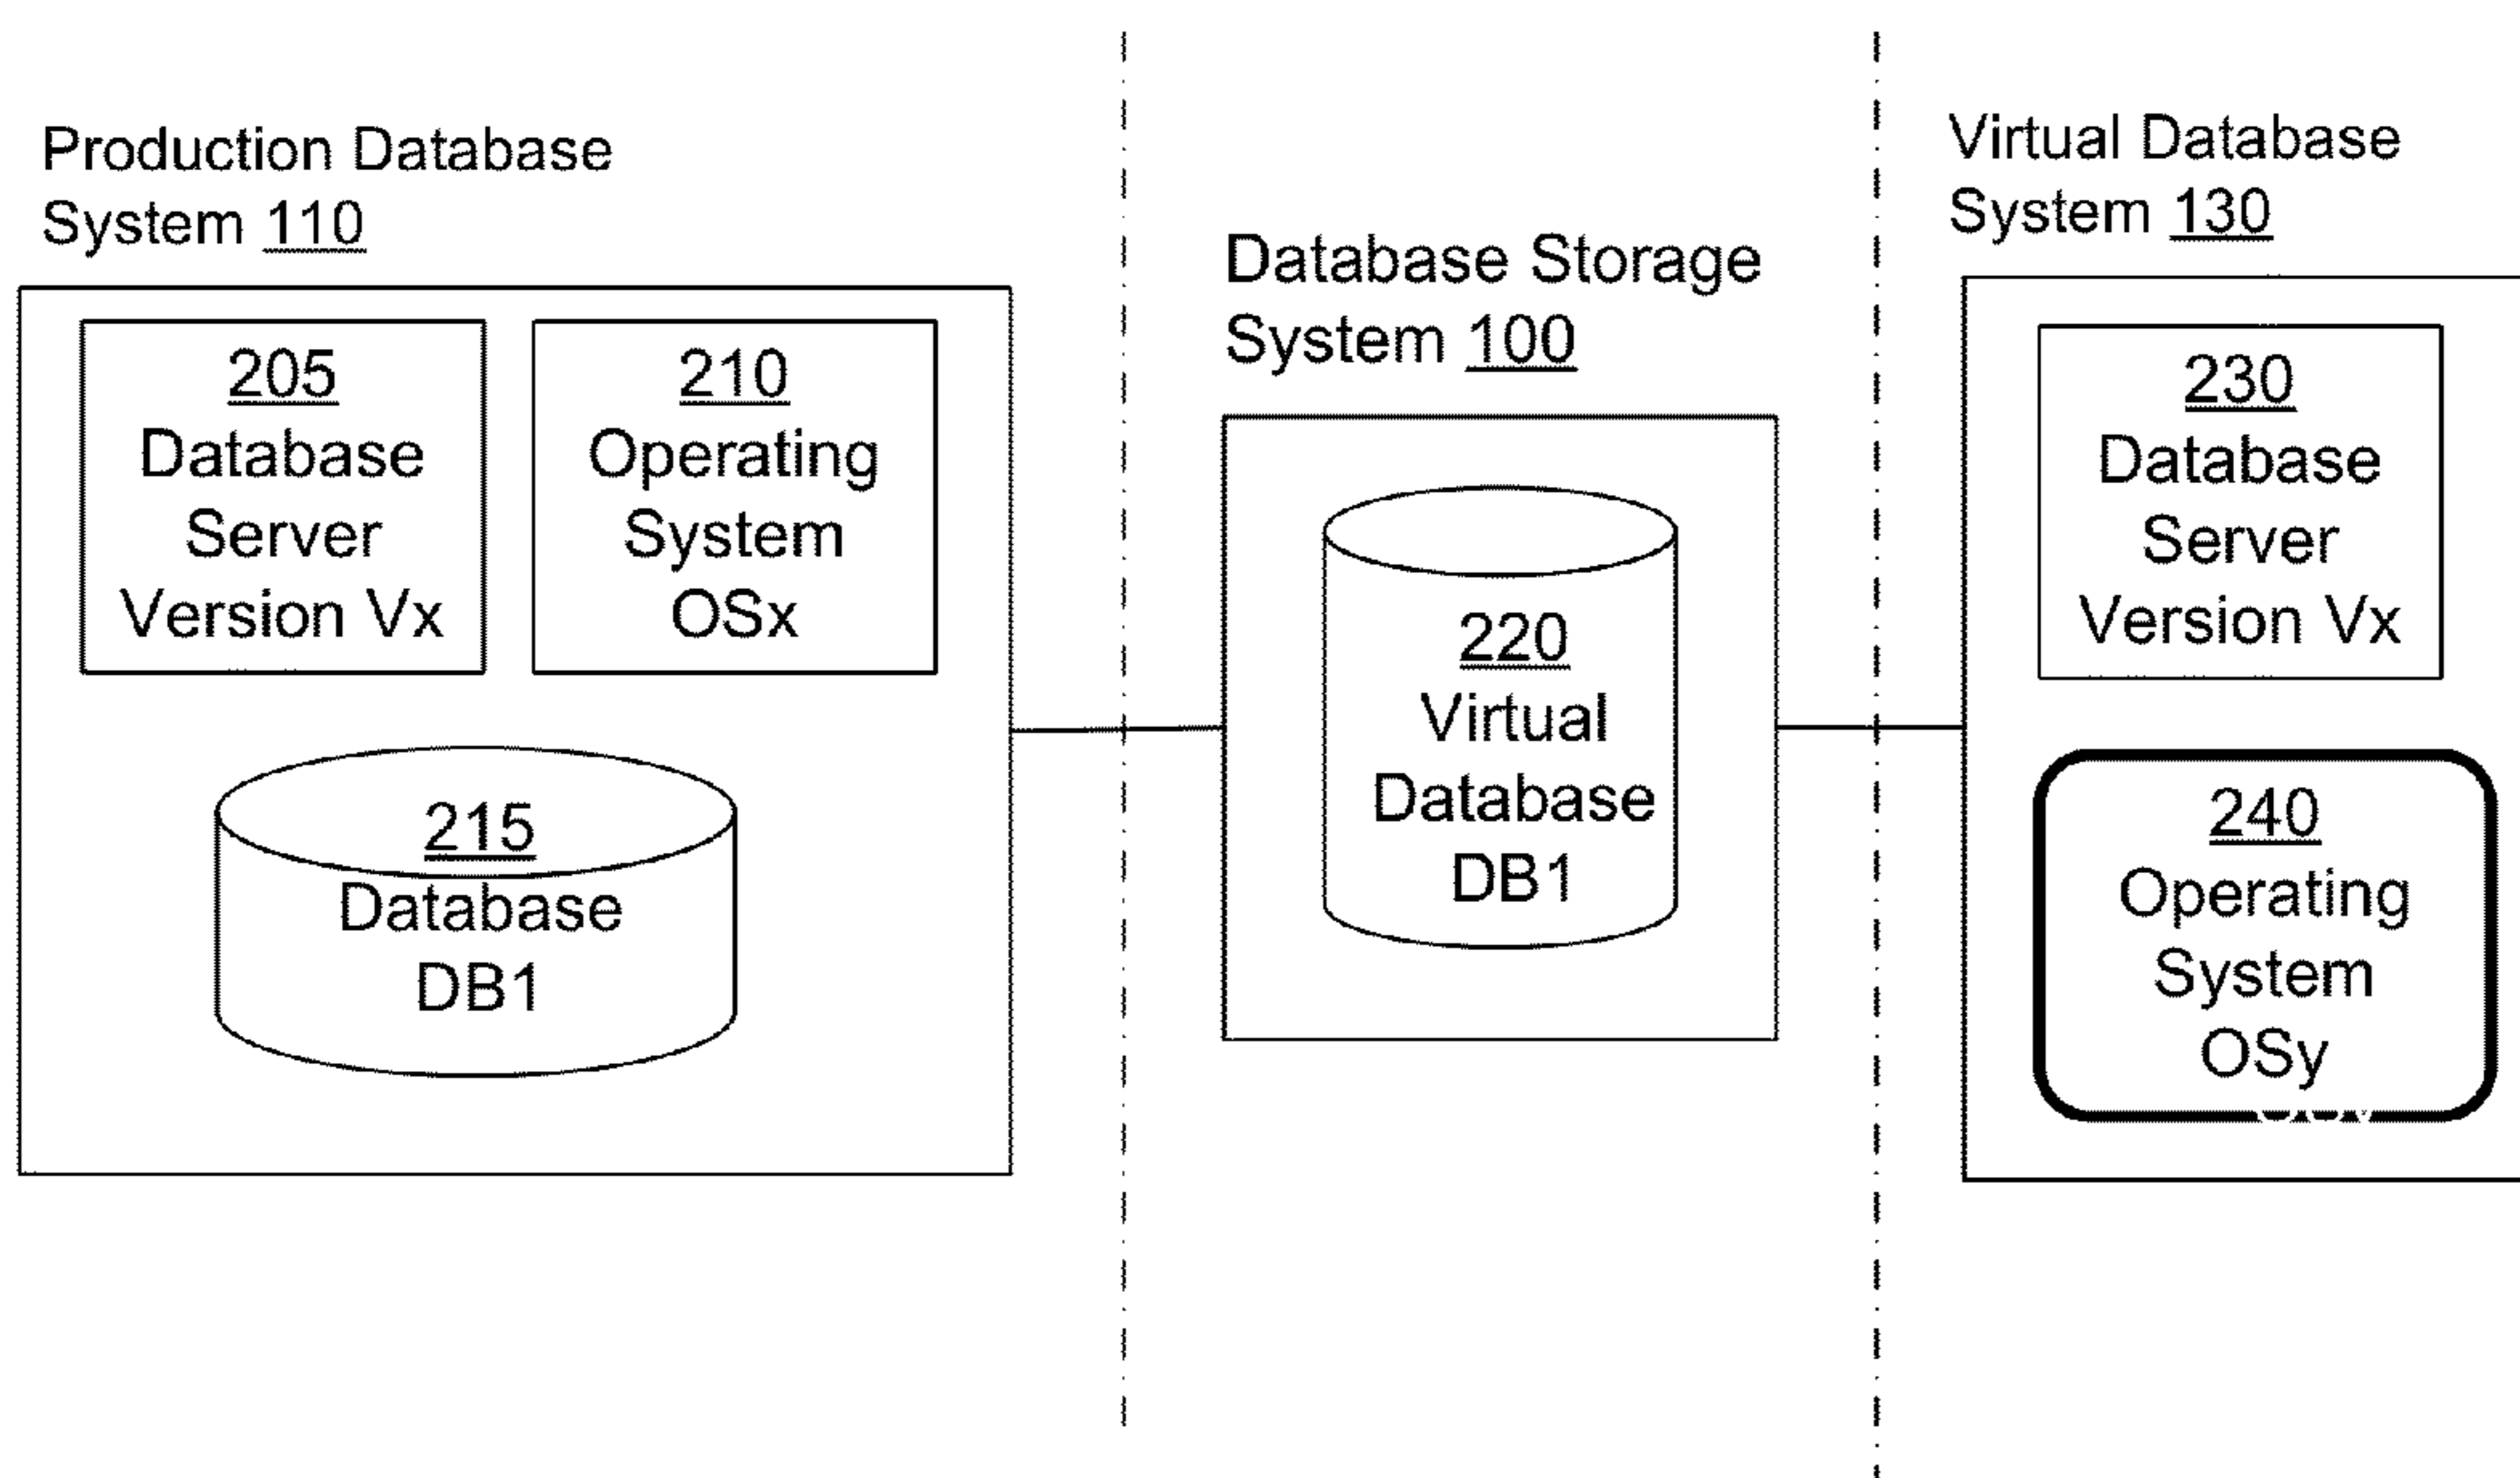 Production Database
System 110
205
Database
Server
Version Vx
210
Operating
System
OSx
215
Database
DB1
Database Storage
System 100
220
Virtual
Database
DB1
Virtual Database
System 130
230
Database
Server
Version Vx
240
Operating
System
OSy